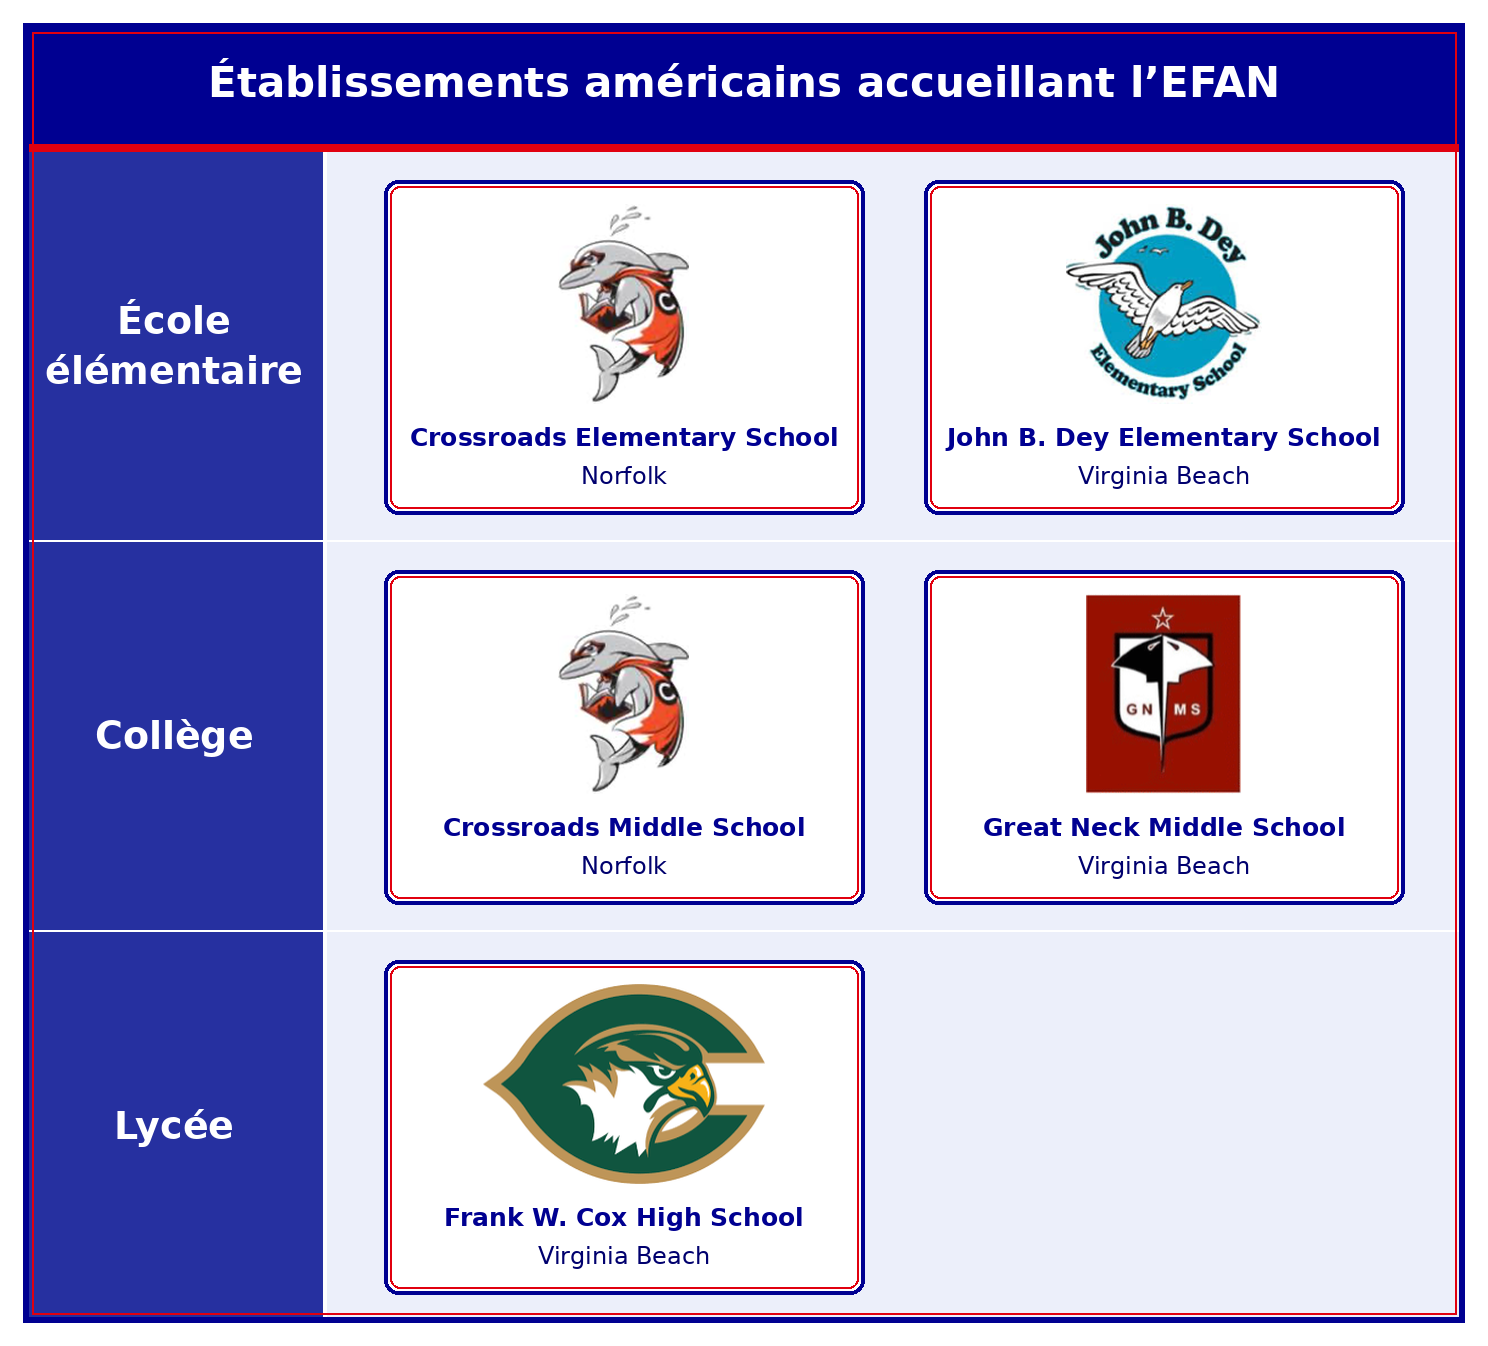 Établissements américains accueillant l’EFAN
École
élémentaire
C
Crossroads Elementary School
Norfolk
John B. Dey
Elementary School
John B. Dey Elementary School
Virginia Beach
Collège
C
Crossroads Middle School
Norfolk
GN MS
Great Neck Middle School
Virginia Beach
Lycée
Frank W. Cox High School
Virginia Beach